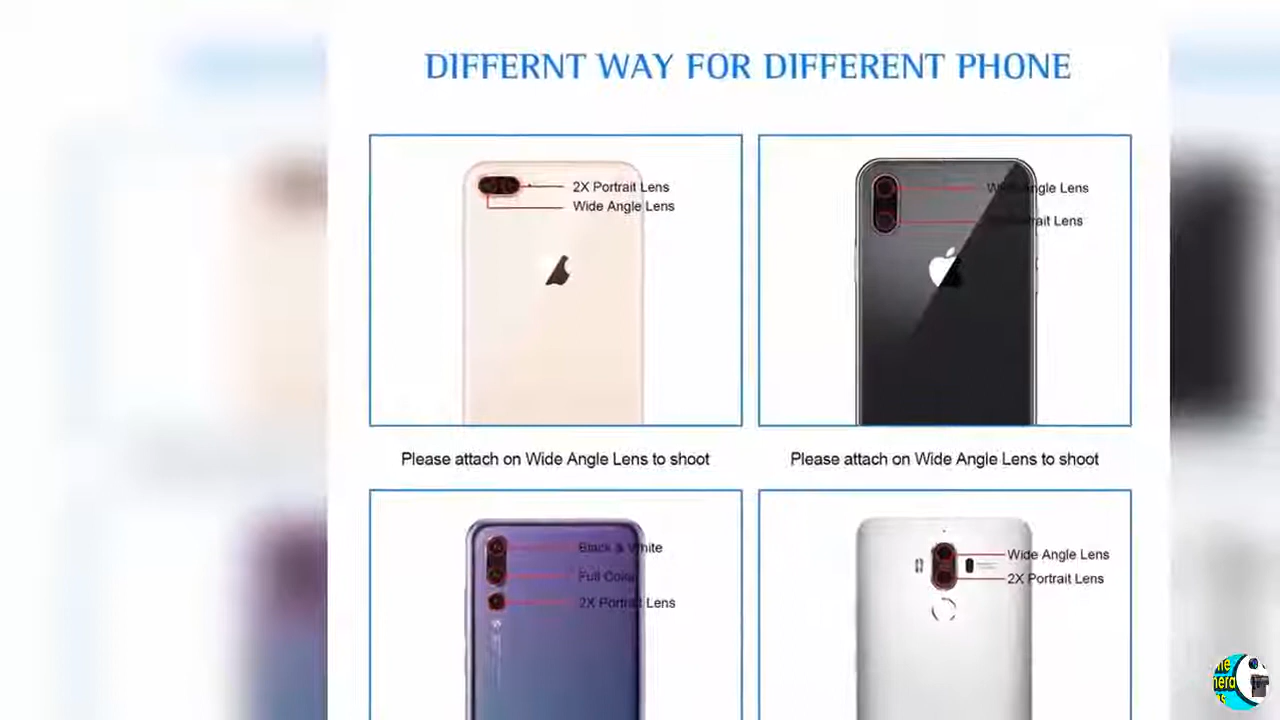 DIFFERNT WAY FOR DIFFERENT PHONE
2X Portrait Lens
Wide Angle Lens
Wide Angle Lens
Portrait Lens
Please attach on Wide Angle Lens to shoot
Please attach on Wide Angle Lens to shoot
Black & White
Full Color
2X Portrait Lens
Wide Angle Lens
2X Portrait Lens